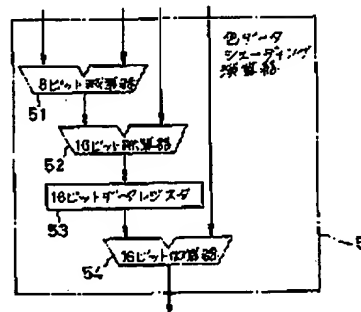 色データ
シェーディング
演算器
8ビット減算器
51
16ビット除算器
52
16ビットデータレジスタ
53
16ビット加算器
54
5